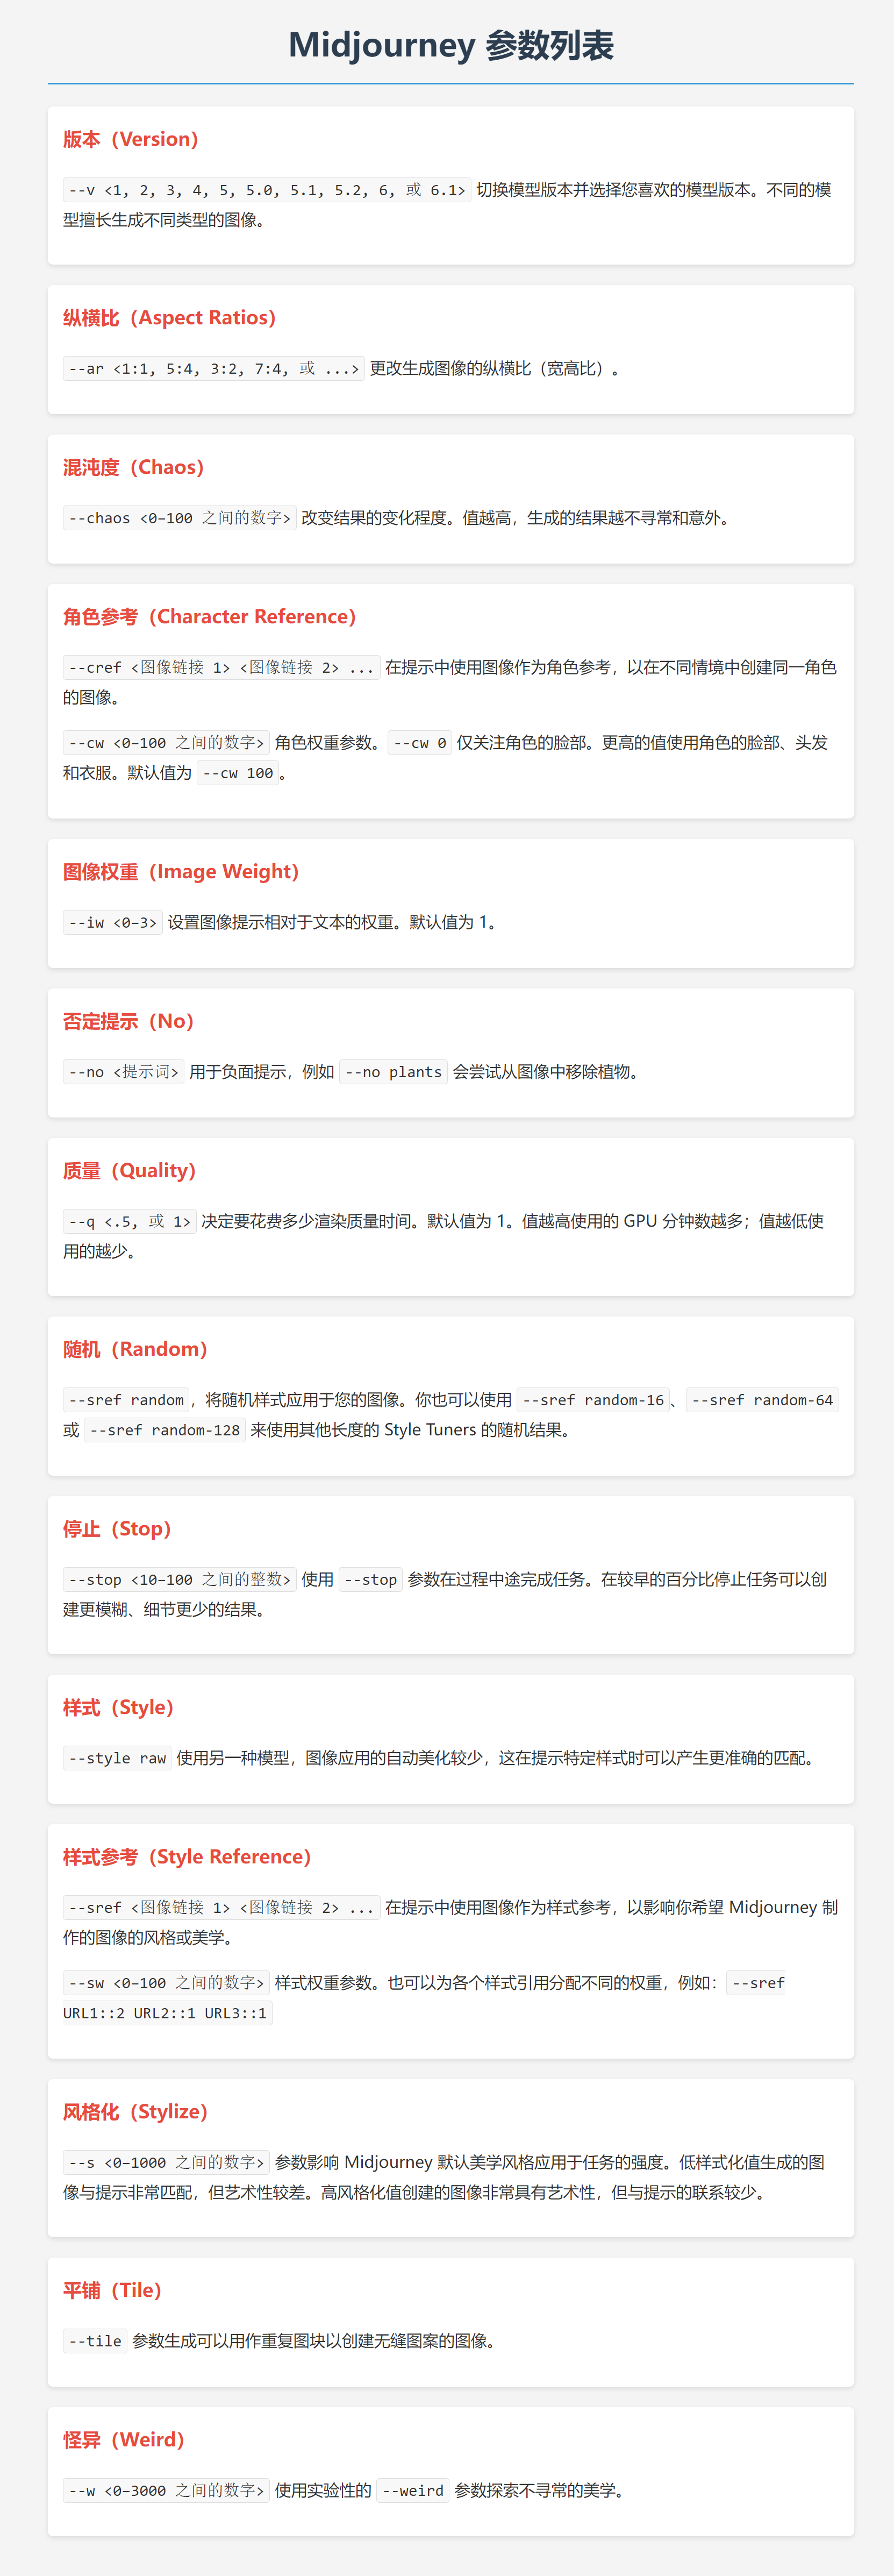 Midjourney 参数列表
版本（Version）
--v <1, 2, 3, 4, 5, 5.0, 5.1, 5.2, 6, 或 6.1> 切换模型版本并选择您喜欢的模型版本。不同的模
型擅长生成不同类型的图像。
纵横比（Aspect Ratios）
--ar <1:1, 5:4, 3:2, 7:4, 或 ...> 更改生成图像的纵横比（宽高比）。
混沌度（Chaos）
--chaos <0–100 之间的数字> 改变结果的变化程度。值越高，生成的结果越不寻常和意外。
角色参考（Character Reference）
--cref <图像链接 1> <图像链接 2> ... 在提示中使用图像作为角色参考，以在不同情境中创建同一角色
的图像。
--cw <0–100 之间的数字> 角色权重参数。 --cw 0 仅关注角色的脸部。更高的值使用角色的脸部、头发
和衣服。默认值为 --cw 100 。
图像权重（Image Weight）
--iw <0–3> 设置图像提示相对于文本的权重。默认值为 1。
否定提示（No）
--no <提示词> 用于负面提示，例如 --no plants 会尝试从图像中移除植物。
质量（Quality）
--q <.5, 或 1> 决定要花费多少渲染质量时间。默认值为 1。值越高使用的 GPU 分钟数越多；值越低使
用的越少。
随机（Random）
--sref random ，将随机样式应用于您的图像。你也可以使用 --sref random-16 、 --sref random-64
或 --sref random-128 来使用其他长度的 Style Tuners 的随机结果。
停止（Stop）
--stop <10–100 之间的整数> 使用 --stop 参数在过程中途完成任务。在较早的百分比停止任务可以创
建更模糊、细节更少的结果。
样式（Style）
--style raw 使用另一种模型，图像应用的自动美化较少，这在提示特定样式时可以产生更准确的匹配。
样式参考（Style Reference）
--sref <图像链接 1> <图像链接 2> ... 在提示中使用图像作为样式参考，以影响你希望 Midjourney 制
作的图像的风格或美学。
--sw <0–100 之间的数字> 样式权重参数。也可以为各个样式引用分配不同的权重，例如： --sref
URL1::2 URL2::1 URL3::1
风格化（Stylize）
--s <0–1000 之间的数字> 参数影响 Midjourney 默认美学风格应用于任务的强度。低样式化值生成的图
像与提示非常匹配，但艺术性较差。高风格化值创建的图像非常具有艺术性，但与提示的联系较少。
平铺（Tile）
--tile 参数生成可以用作重复图块以创建无缝图案的图像。
怪异（Weird）
--w <0–3000 之间的数字> 使用实验性的 --weird 参数探索不寻常的美学。